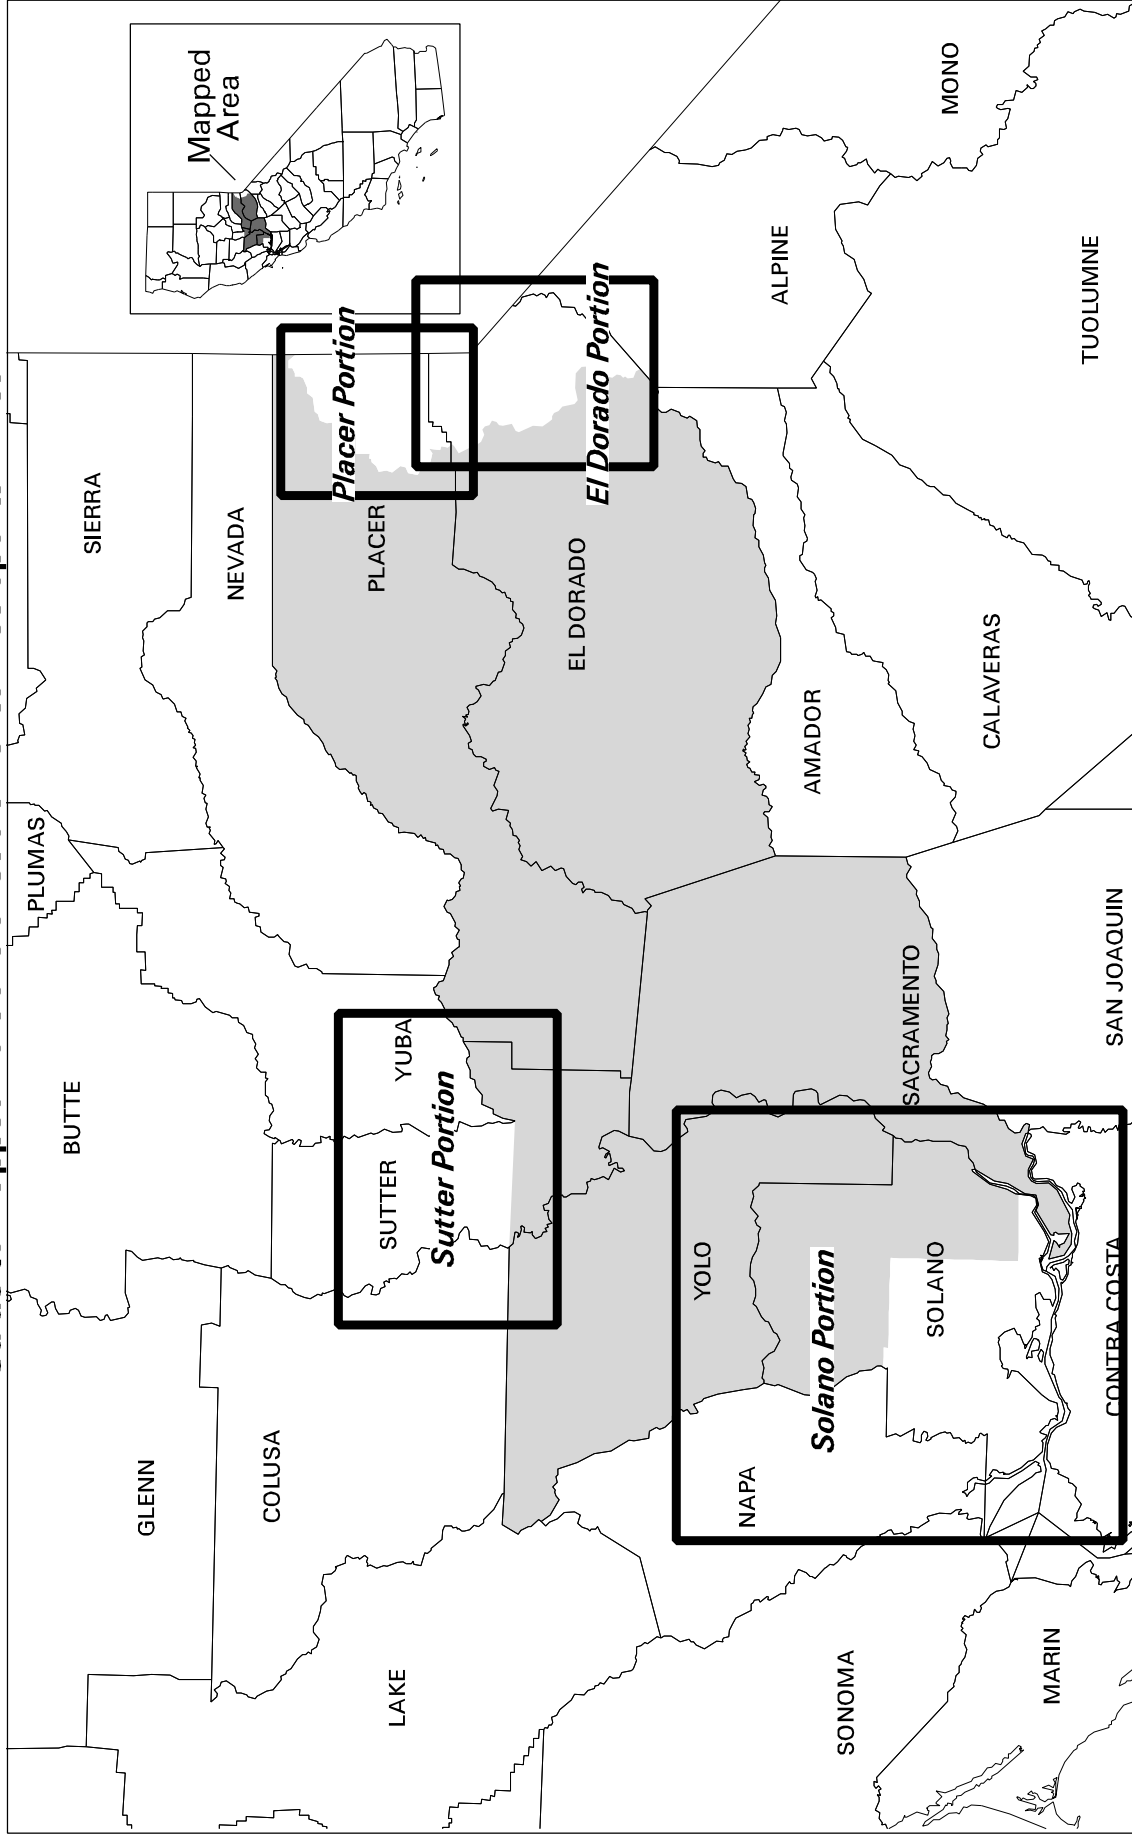 Mapped
Area
PLUMAS
SIERRA
BUTTE
GLENN
NEVADA
COLUSA
YUBA
SUTTER
Sutter Portion
PLACER
Placer Portion
LAKE
EL DORADO
El Dorado Portion
YOLO
NAPA
Solano Portion
SOLANO
SACRAMENTO
AMADOR
ALPINE
MONO
SONOMA
CALAVERAS
MARIN
CONTRA COSTA
SAN JOAQUIN
TUOLUMNE